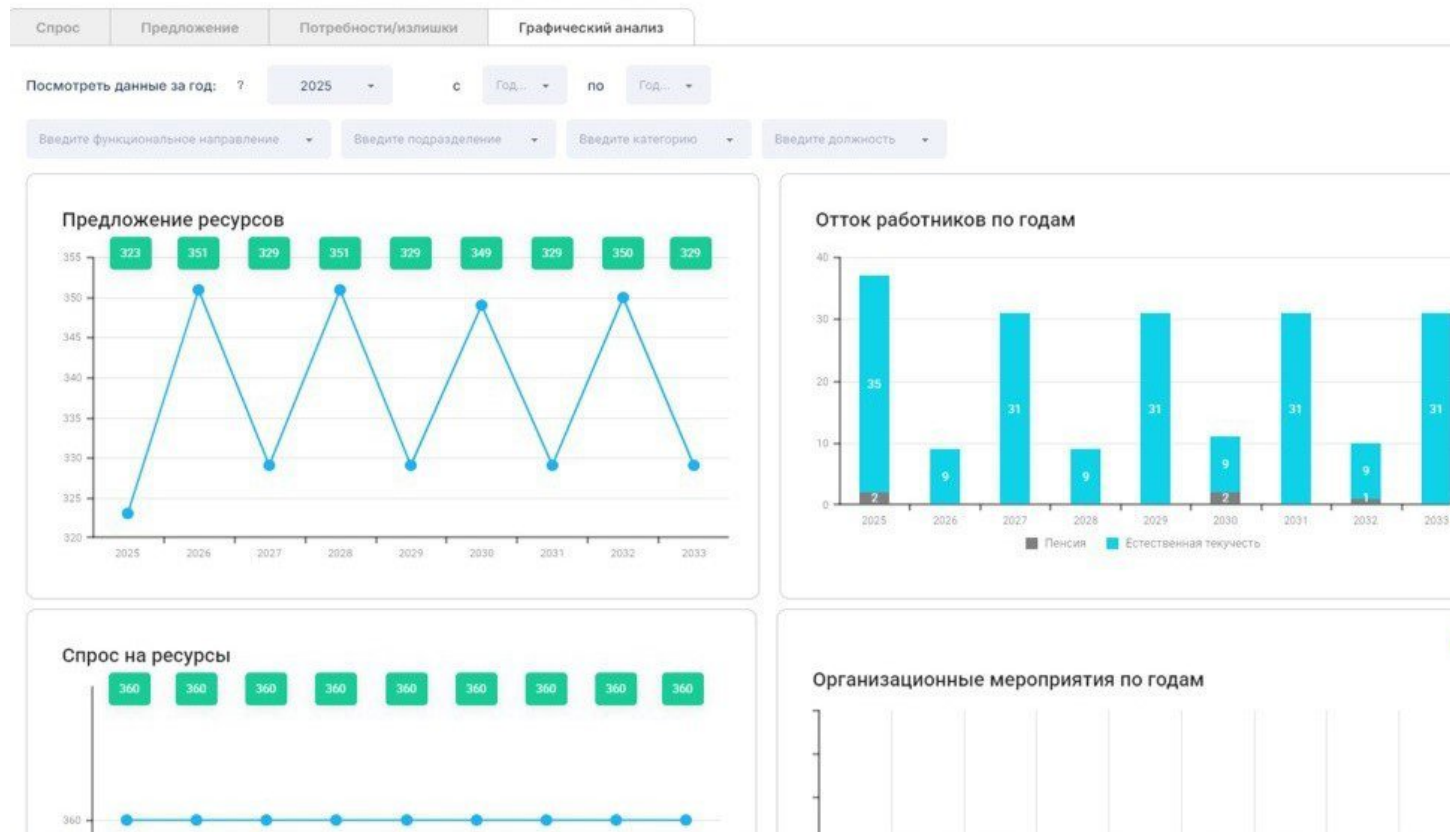 Спрос Предложение Потребности/излишки Графический анализ
Посмотреть данные за год: ? 2025 с Год... по Год...
Введите функциональное направление Введите подразделение Введите категорию Введите должность
Предложение ресурсов
323 351 329 351 329 349 329 350 329
355
350
345
340
335
330
325
320
2025 2026 2027 2028 2029 2030 2031 2032 2033
Отток работников по годам
40
30
20
10
0
35 9 31 9 31 9 31 9 31
2 2 1
2025 2026 2027 2028 2029 2030 2031 2032 2033
Пенсия Естественная текучесть
Спрос на ресурсы
360 360 360 360 360 360 360 360 360
360
Организационные мероприятия по годам